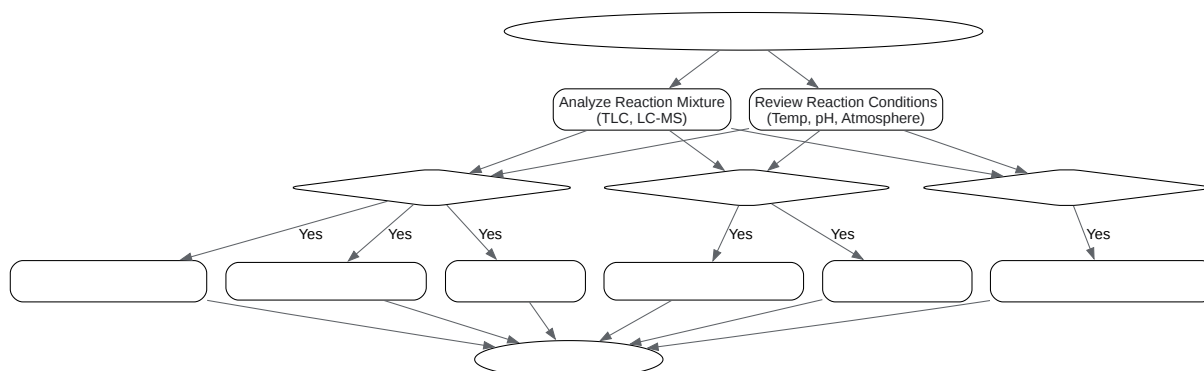 Analyze Reaction Mixture
(TLC, LC-MS)
Review Reaction Conditions
(Temp, pH, Atmosphere)
Yes
Yes
Yes
Yes
Yes
Yes